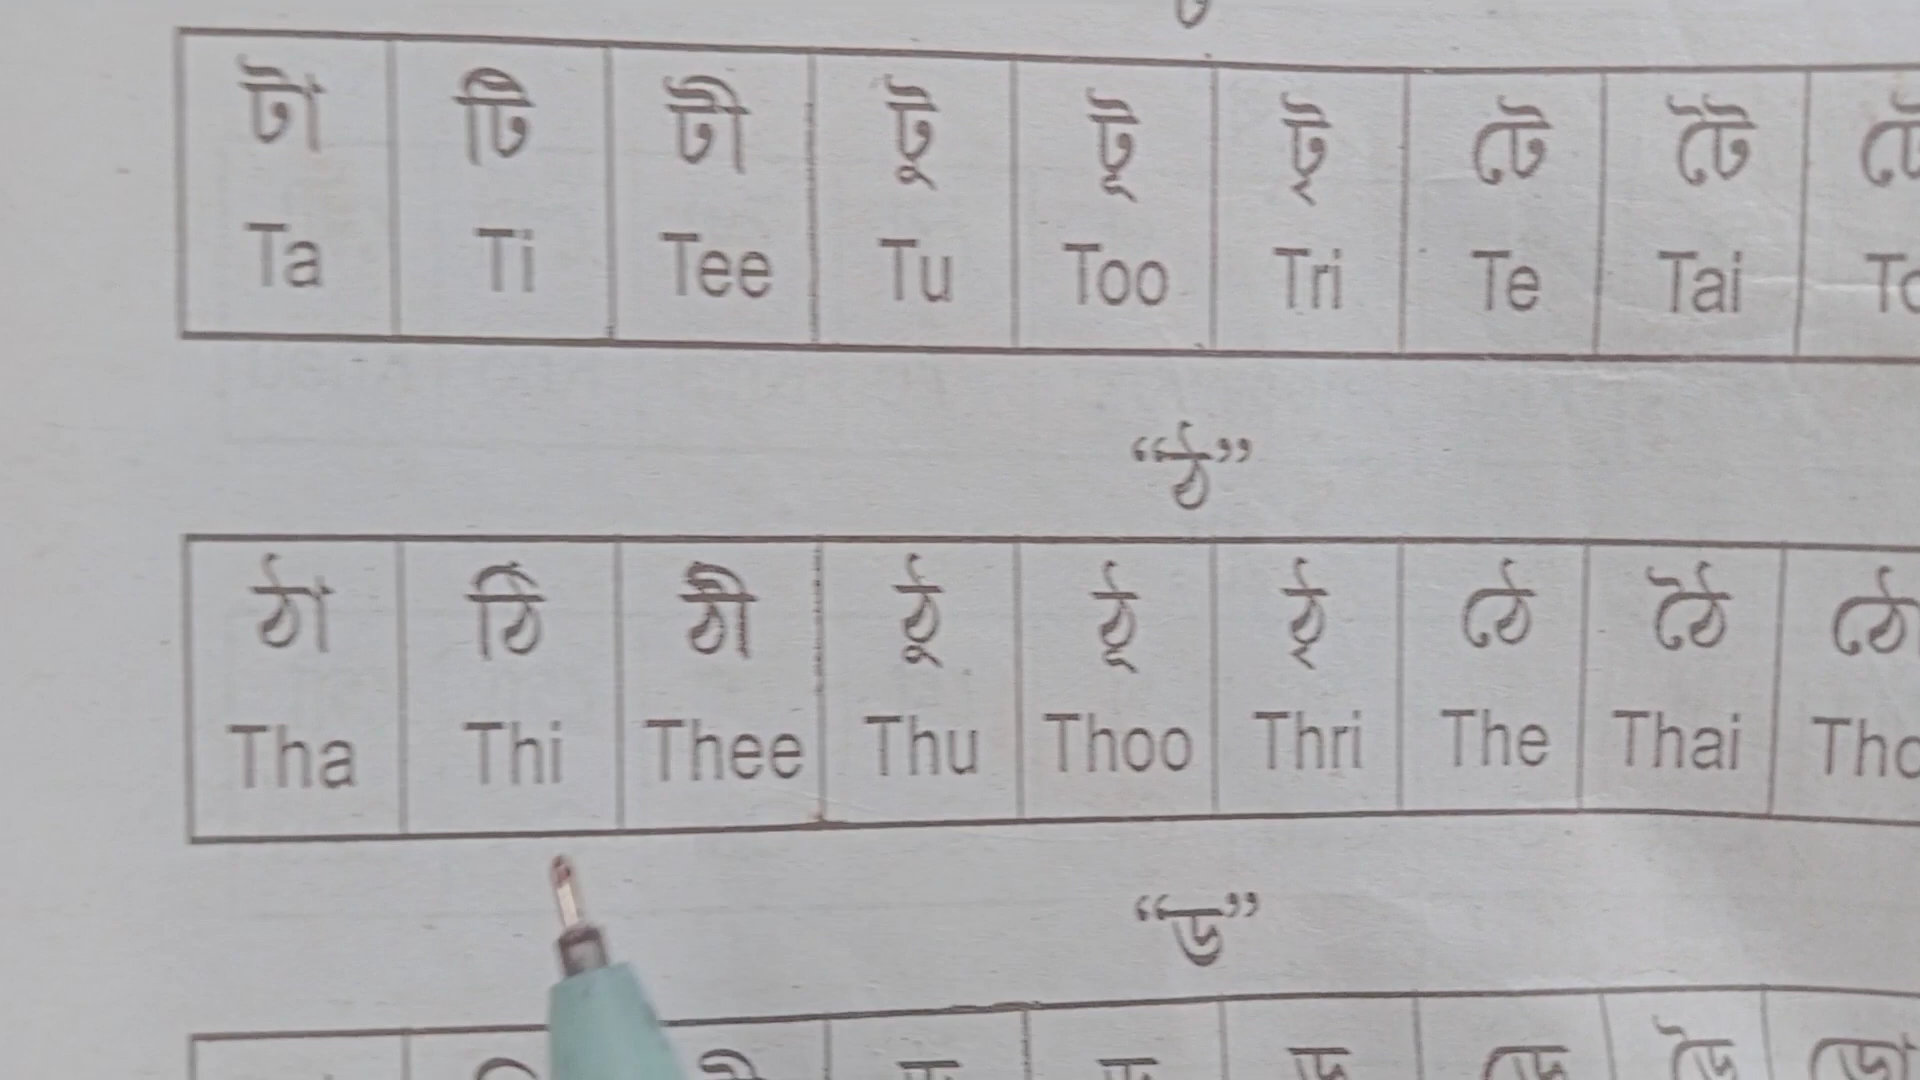 টা টি টী টু টূ টৃ টে টৈ
Ta Ti Tee Tu Too Tri Te Tai
“ঠ”
ঠা ঠি ঠী ঠু ঠূ ঠৃ ঠে ঠৈ
Tha Thi Thee Thu Thoo Thri The Thai
“ড”